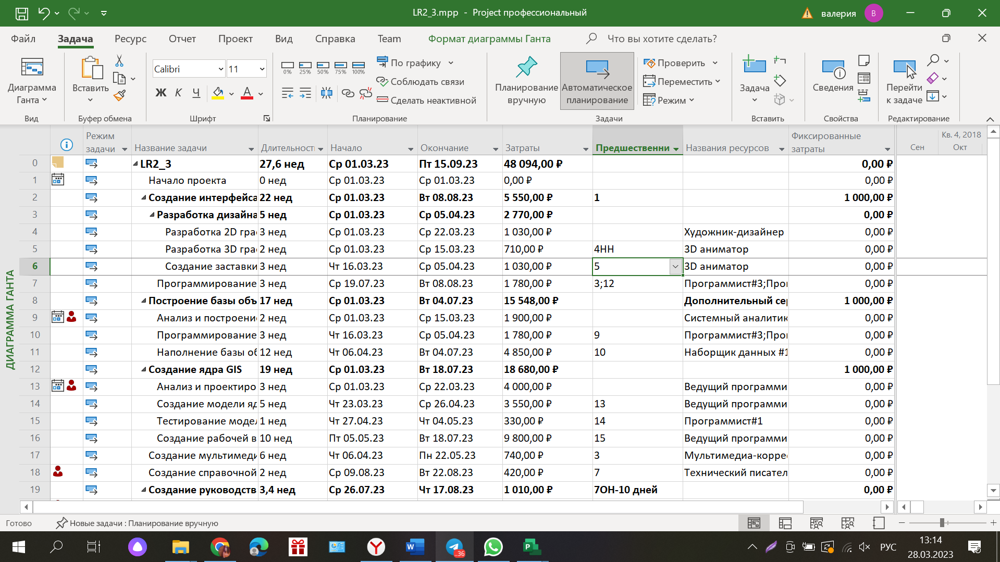 LR2_3.mpp - Project профессиональный
валерия
В
Файл Задача Ресурс Отчет Проект Вид Справка Team Формат диаграммы Ганта Что вы хотите сделать?
Диаграмма Ганта
Вид
Вставить
Буфер обмена
Calibri 11
Ж К Ч А
Шрифт
0% 25% 50% 75% 100%
По графику
Соблюдать связи
Сделать неактивной
Планирование
Планирование вручную
Автоматическое планирование
Проверить
Переместить
Режим
Задачи
Задача
Вставить
Сведения
Свойства
Перейти к задаче
Редактирование
ДИАГРАММА ГАНТА
Режим задачи Название задачи Длительност Начало Окончание Затраты Предшественни Названия ресурсов Фиксированные затраты
Кв. 4, 2018
Сен Окт
0 LR2_3 27,6 нед Ср 01.03.23 Пт 15.09.23 48 094,00 ₽ 0,00 ₽
1 Начало проекта 0 нед Ср 01.03.23 Ср 01.03.23 0,00 ₽ 0,00 ₽
2 Создание интерфейса 22 нед Ср 01.03.23 Вт 08.08.23 5 550,00 ₽ 1 1 000,00 ₽
3 Разработка дизайна 5 нед Ср 01.03.23 Ср 05.04.23 2 770,00 ₽ 0,00 ₽
4 Разработка 2D гра 3 нед Ср 01.03.23 Ср 22.03.23 1 030,00 ₽ Художник-дизайнер 0,00 ₽
5 Разработка 3D гра 2 нед Ср 01.03.23 Ср 15.03.23 710,00 ₽ 4НН 3D аниматор 0,00 ₽
6 Создание заставки 3 нед Чт 16.03.23 Ср 05.04.23 1 030,00 ₽ 5 3D аниматор 0,00 ₽
7 Программирование 3 нед Ср 19.07.23 Вт 08.08.23 1 780,00 ₽ 3;12 Программист#3;Про 0,00 ₽
8 Построение базы объ 17 нед Ср 01.03.23 Вт 04.07.23 15 548,00 ₽ Дополнительный се 1 000,00 ₽
9 Анализ и построени 2 нед Ср 01.03.23 Ср 15.03.23 1 900,00 ₽ Системный аналитик 0,00 ₽
10 Программирование 3 нед Чт 16.03.23 Ср 05.04.23 1 780,00 ₽ 9 Программист#3;Про 0,00 ₽
11 Наполнение базы об 12 нед Чт 06.04.23 Вт 04.07.23 4 850,00 ₽ 10 Наборщик данных #1 0,00 ₽
12 Создание ядра GIS 19 нед Ср 01.03.23 Вт 18.07.23 18 680,00 ₽ 1 000,00 ₽
13 Анализ и проектиро 3 нед Ср 01.03.23 Ср 22.03.23 4 000,00 ₽ Ведущий программи 0,00 ₽
14 Создание модели яд 5 нед Чт 23.03.23 Ср 26.04.23 3 550,00 ₽ 13 Ведущий программи 0,00 ₽
15 Тестирование модел 1 нед Чт 27.04.23 Чт 04.05.23 330,00 ₽ 14 Программист#1 0,00 ₽
16 Создание рабочей в 10 нед Пт 05.05.23 Вт 18.07.23 9 800,00 ₽ 15 Ведущий программи 0,00 ₽
17 Создание мультимеди 6 нед Чт 06.04.23 Пн 22.05.23 740,00 ₽ 3 Мультимедиа-корре 0,00 ₽
18 Создание справочной 2 нед Ср 09.08.23 Вт 22.08.23 420,00 ₽ 7 Технический писател 0,00 ₽
19 Создание руководств 3,4 нед Ср 26.07.23 Чт 17.08.23 1 010,00 ₽ 7ОН-10 дней 0,00 ₽
Готово Новые задачи : Планирование вручную
..36
РУС
13:14
28.03.2023